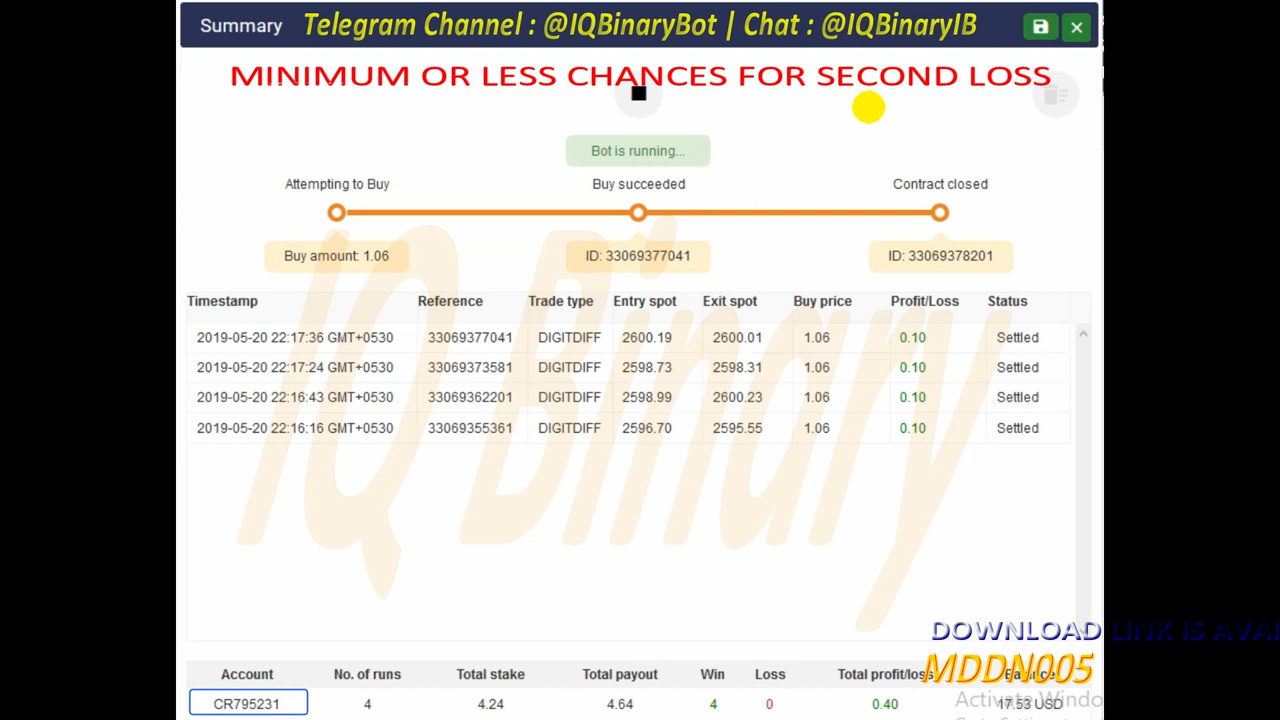 Summary Telegram Channel : @IQBinaryBot | Chat : @IQBinaryIB
MINIMUM OR LESS CHANCES FOR SECOND LOSS
Bot is running...
Attempting to Buy Buy succeeded Contract closed
Buy amount: 1.06 ID: 33069377041 ID: 33069378201
Timestamp Reference Trade type Entry spot Exit spot Buy price Profit/Loss Status
2019-05-20 22:17:36 GMT+0530 33069377041 DIGITDIFF 2600.19 2600.01 1.06 0.10 Settled
2019-05-20 22:17:24 GMT+0530 33069373581 DIGITDIFF 2598.73 2598.31 1.06 0.10 Settled
2019-05-20 22:16:43 GMT+0530 33069362201 DIGITDIFF 2598.99 2600.23 1.06 0.10 Settled
2019-05-20 22:16:16 GMT+0530 33069355361 DIGITDIFF 2596.70 2595.55 1.06 0.10 Settled
IQ Binary
DOWNLOAD LINK IS AVA
MDDN005
Account No. of runs Total stake Total payout Win Loss Total profit/loss
Activate Windo
CR795231 4 4.24 4.64 4 0 0.40 17.53 USD